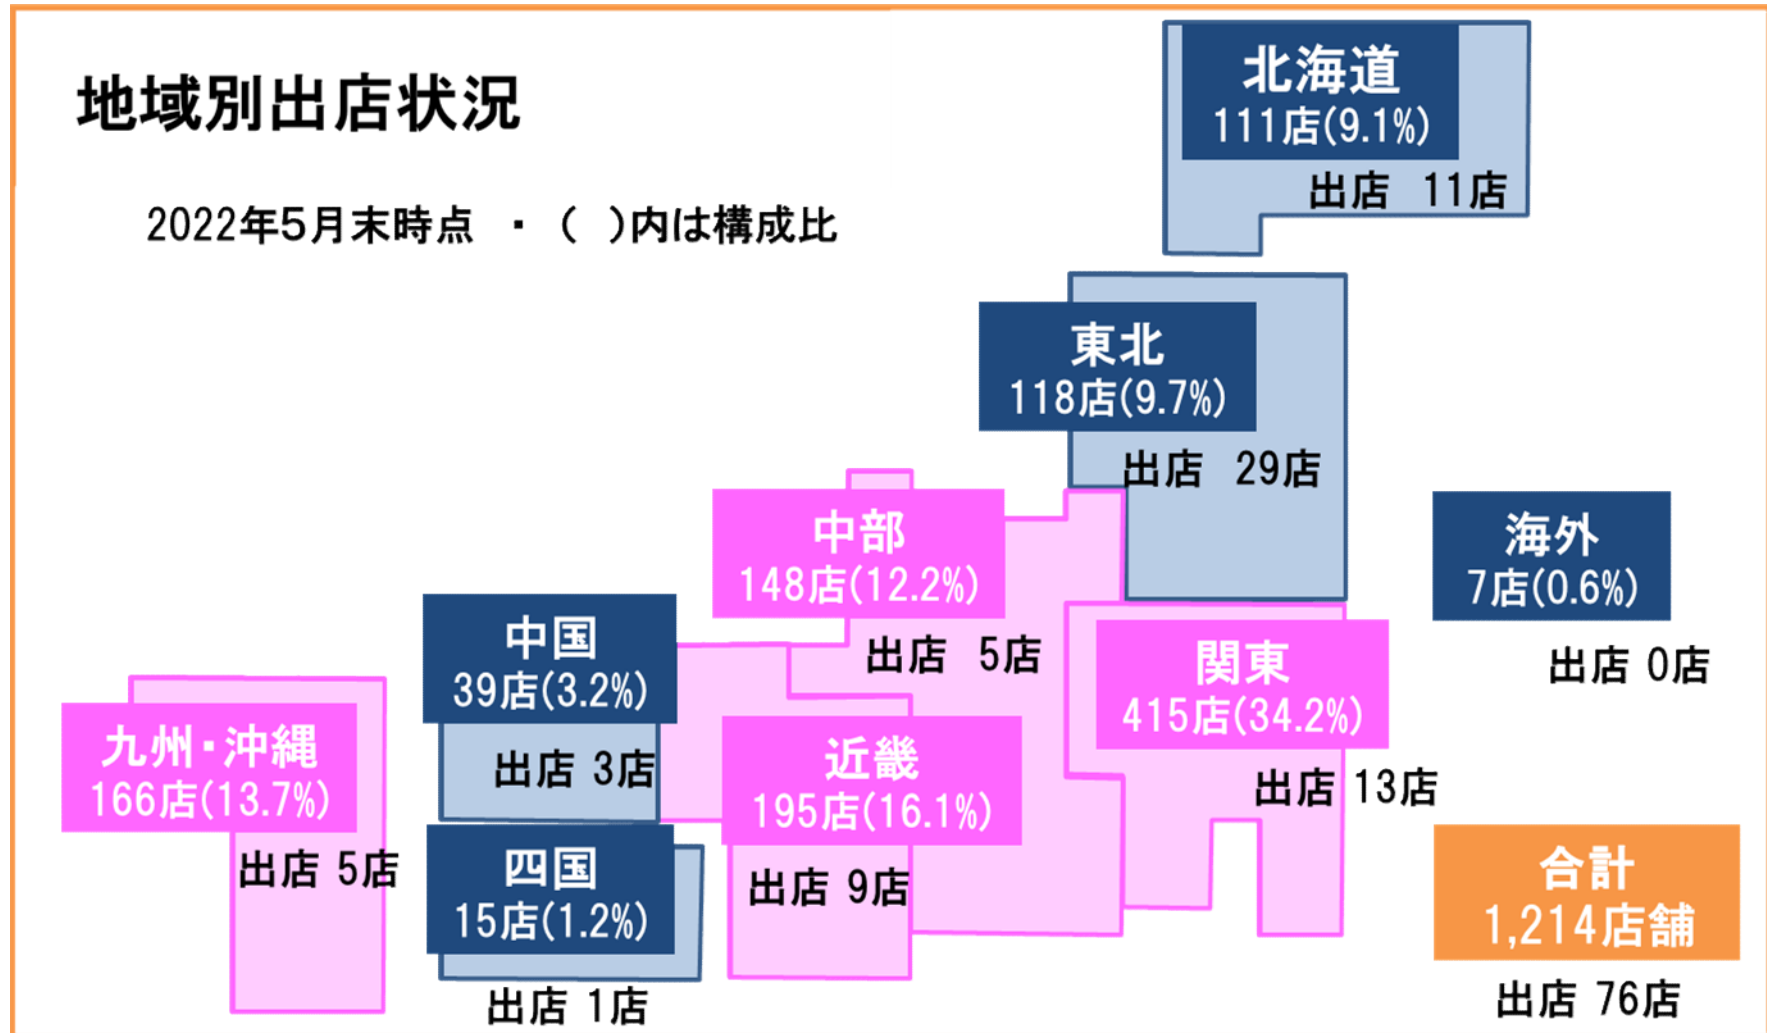 地域別出店状況
2022年5月末時点 ・ ( )内は構成比
北海道
111店(9.1%)
出店 11店
東北
118店(9.7%)
出店 29店
中部
148店(12.2%)
出店 5店
海外
7店(0.6%)
出店 0店
関東
415店(34.2%)
出店 13店
中国
39店(3.2%)
出店 3店
九州・沖縄
166店(13.7%)
出店 5店
近畿
195店(16.1%)
出店 9店
四国
15店(1.2%)
出店 1店
合計
1,214店舗
出店 76店